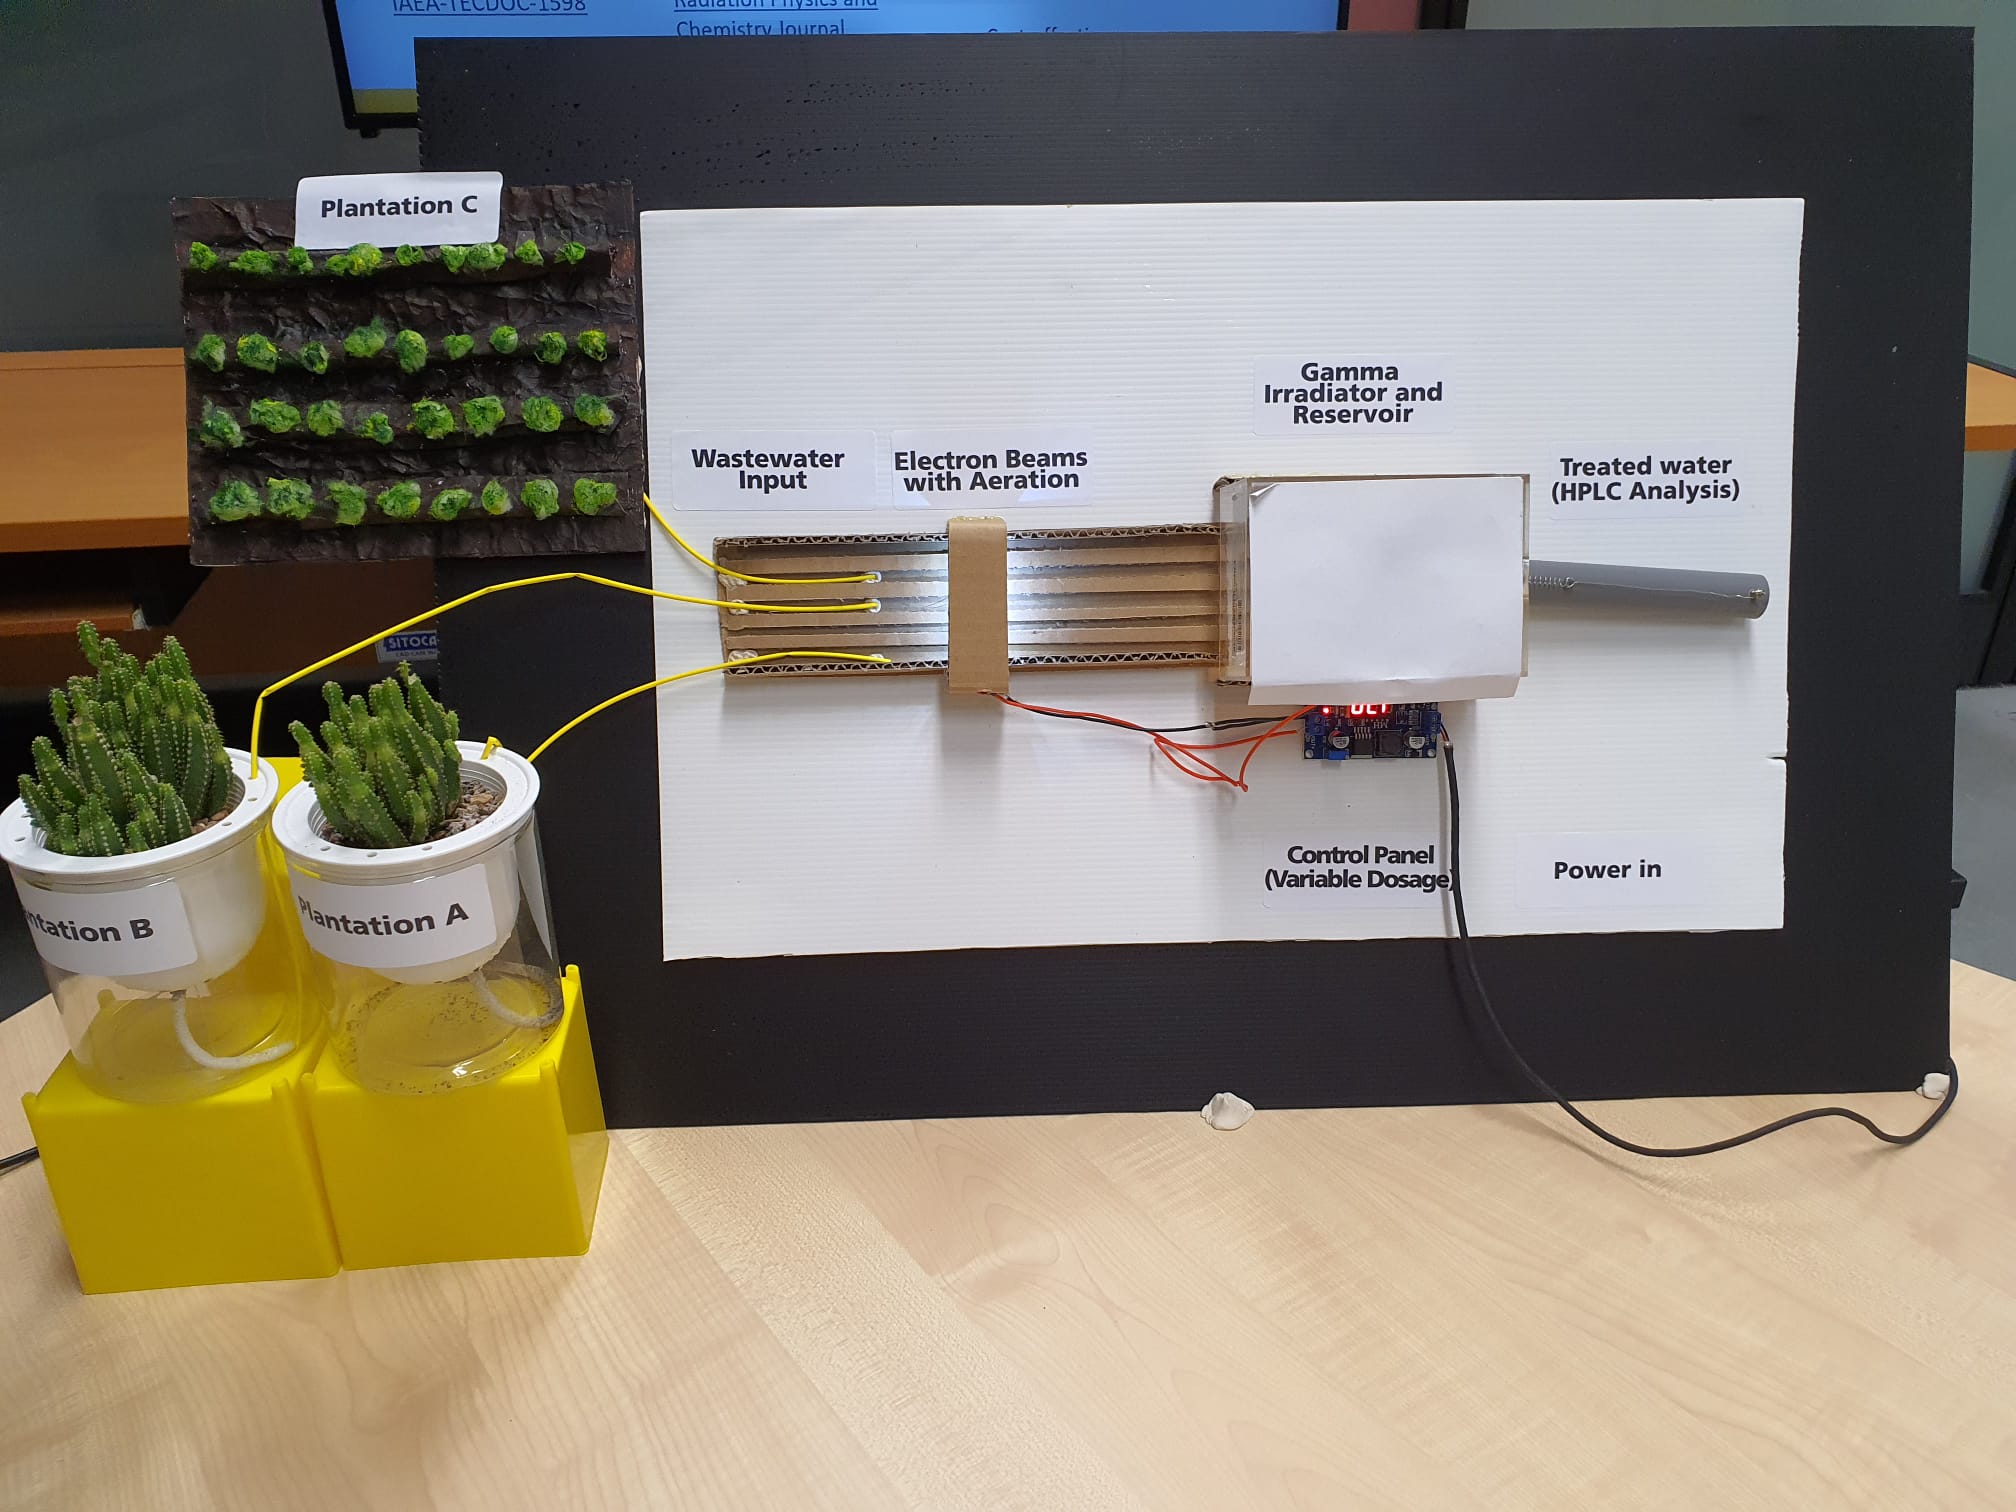 IAEA-TECDOC-1598
Radiation Physics and
Chemistry Journal
Plantation C
Gamma
Irradiator and
Reservoir
Wastewater
Input
Electron Beams
with Aeration
Treated water
(HPLC Analysis)
SITOCA
Control Panel
(Variable Dosage)
Power in
ntation B
Plantation A